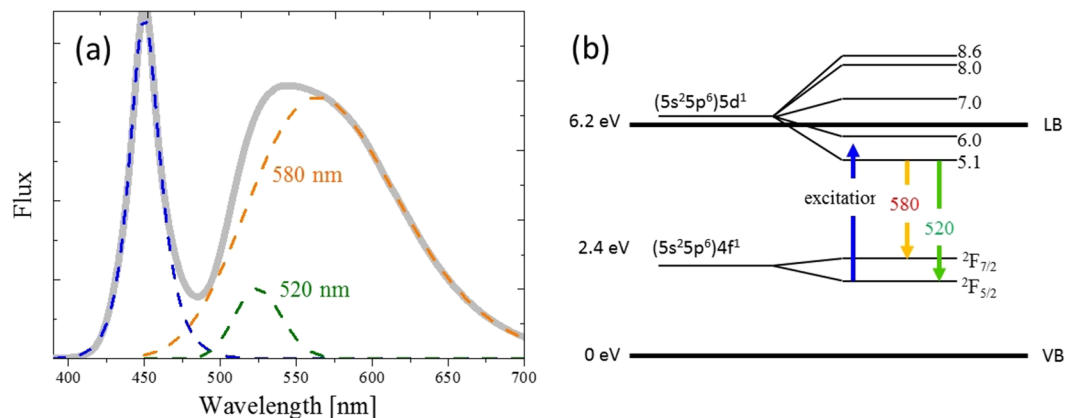 (a)
Flux
580 nm
520 nm
400 450 500 550 600 650 700
Wavelength [nm]
(b)
8.6
8.0
(5s²5p⁶)5d¹
7.0
6.2 eV
LB
6.0
5.1
excitation
580
520
2.4 eV
(5s²5p⁶)4f¹
²F₇/₂
²F₅/₂
0 eV
VB